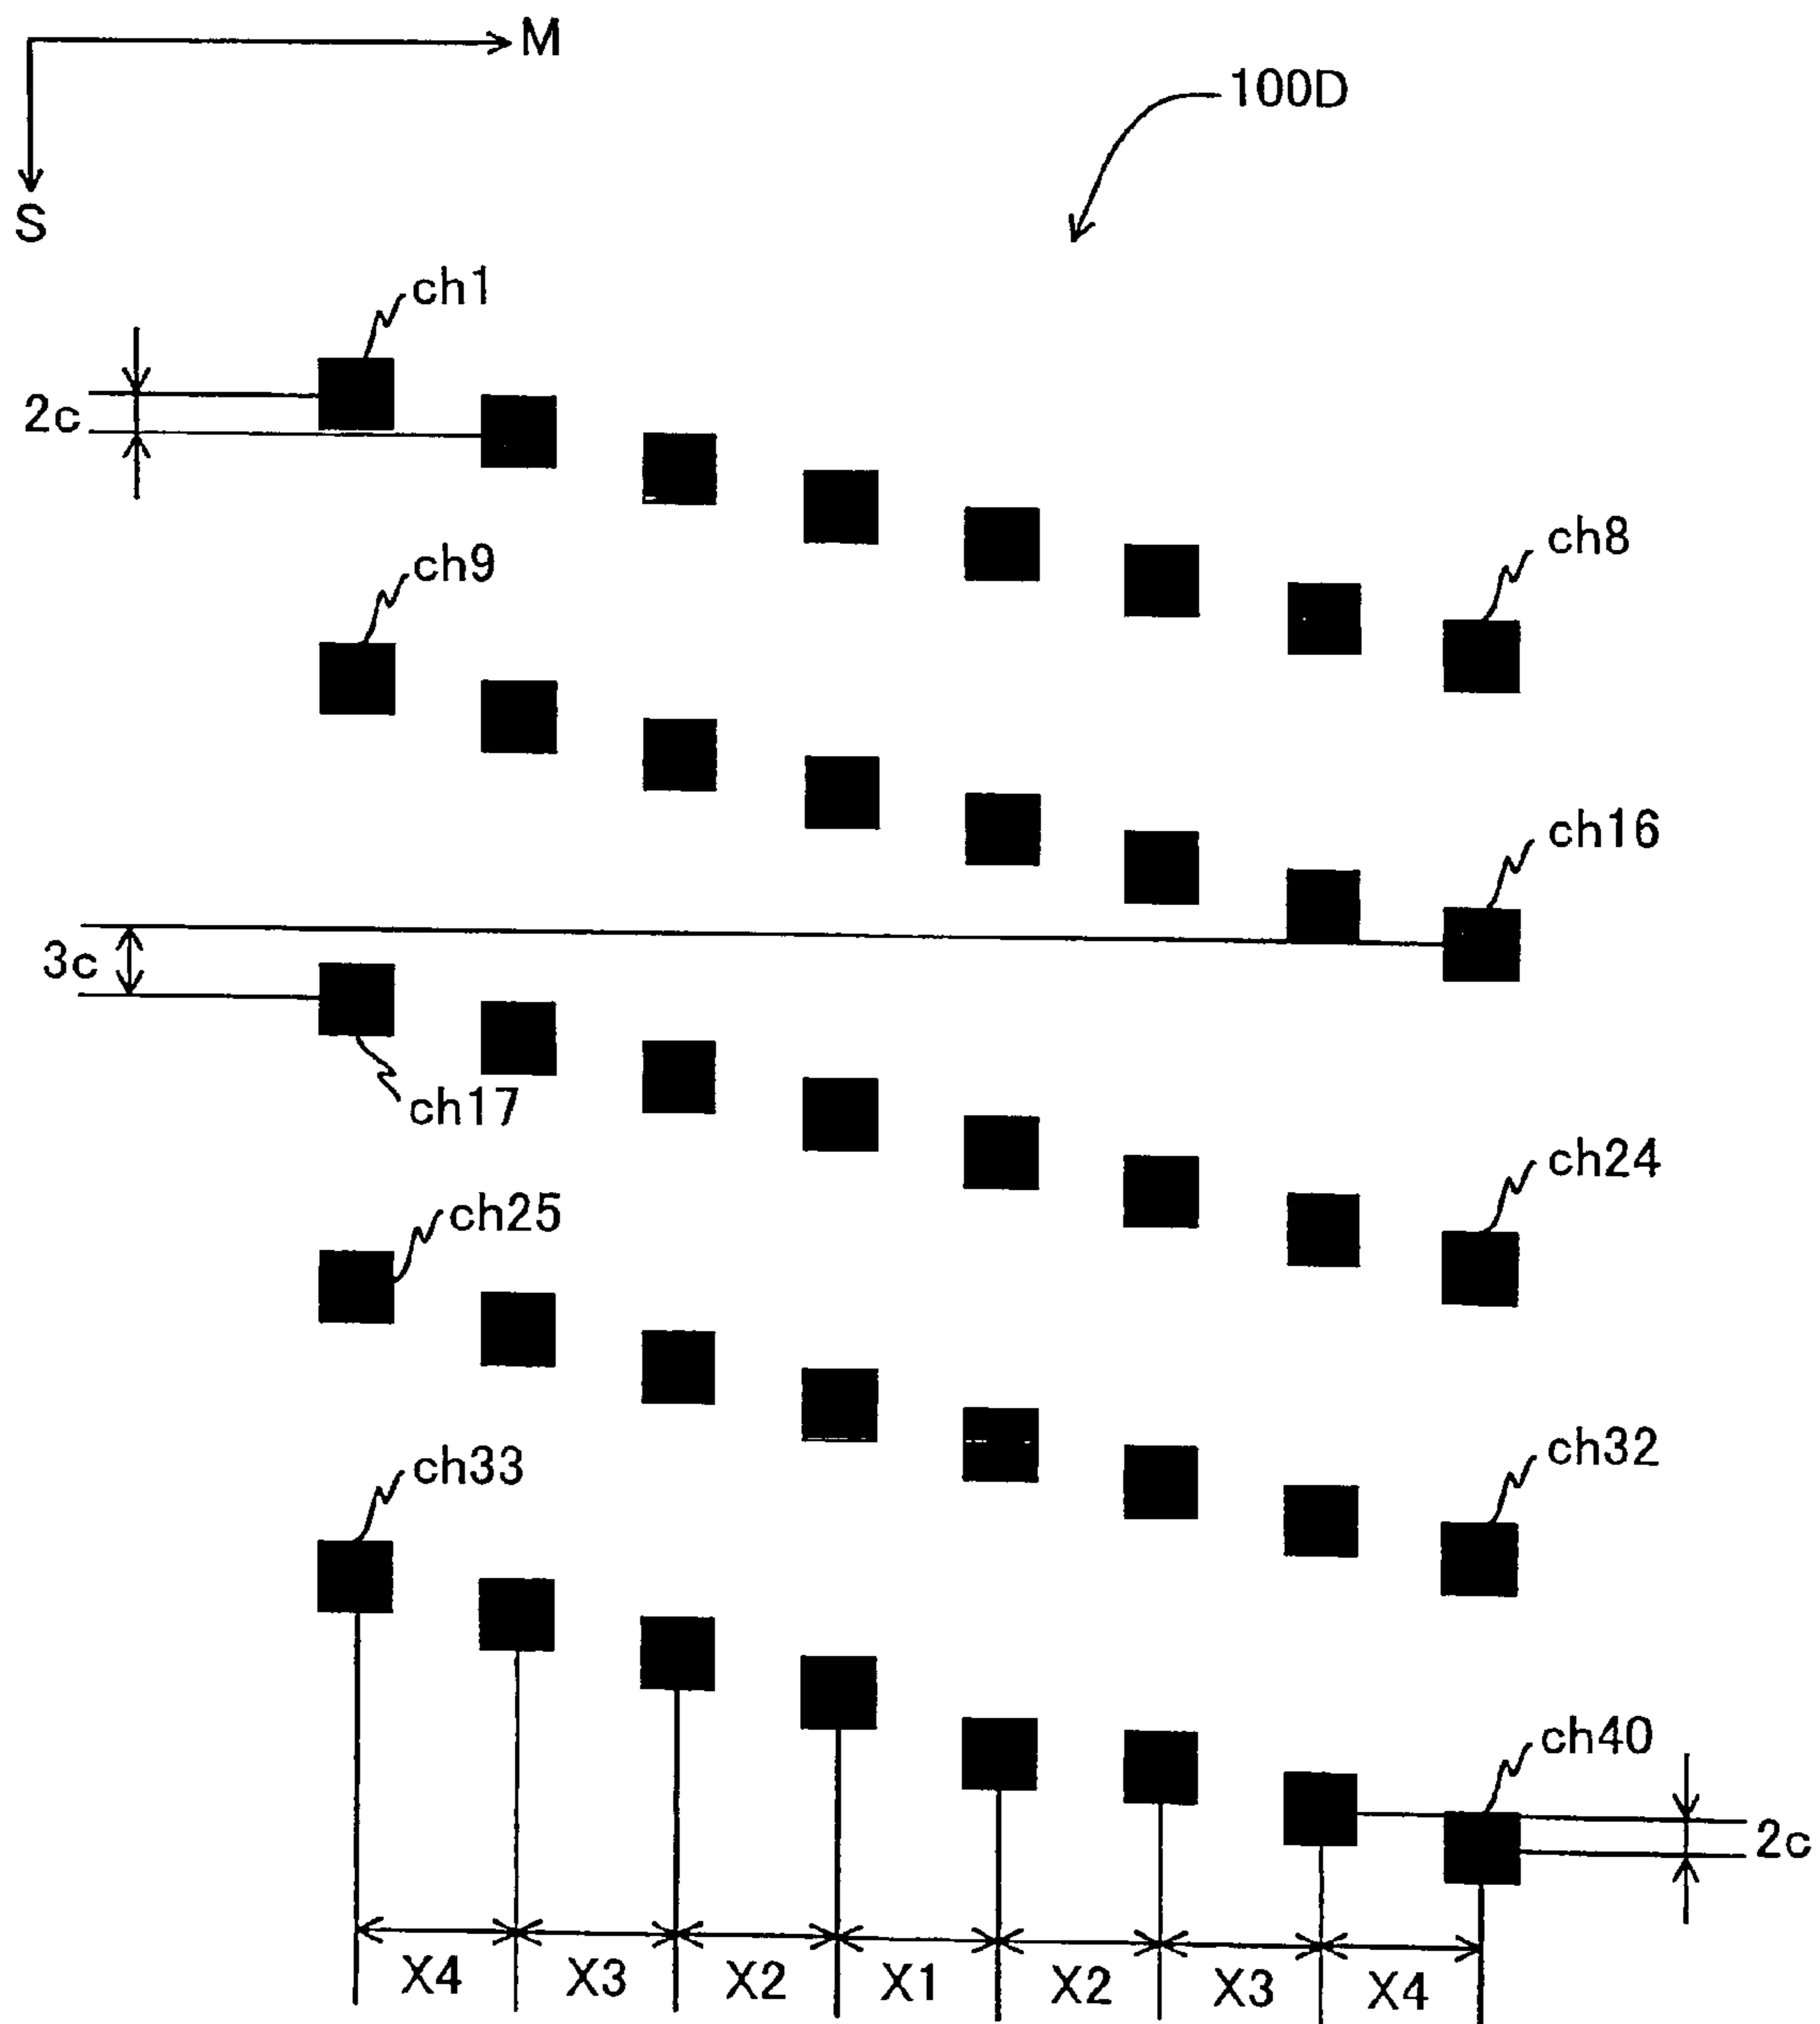 M
100D
S
ch1
2c
ch8
ch9
ch16
3c
ch17
ch24
ch25
ch32
ch33
ch40
2c
X4 X3 X2 X1 X2 X3 X4